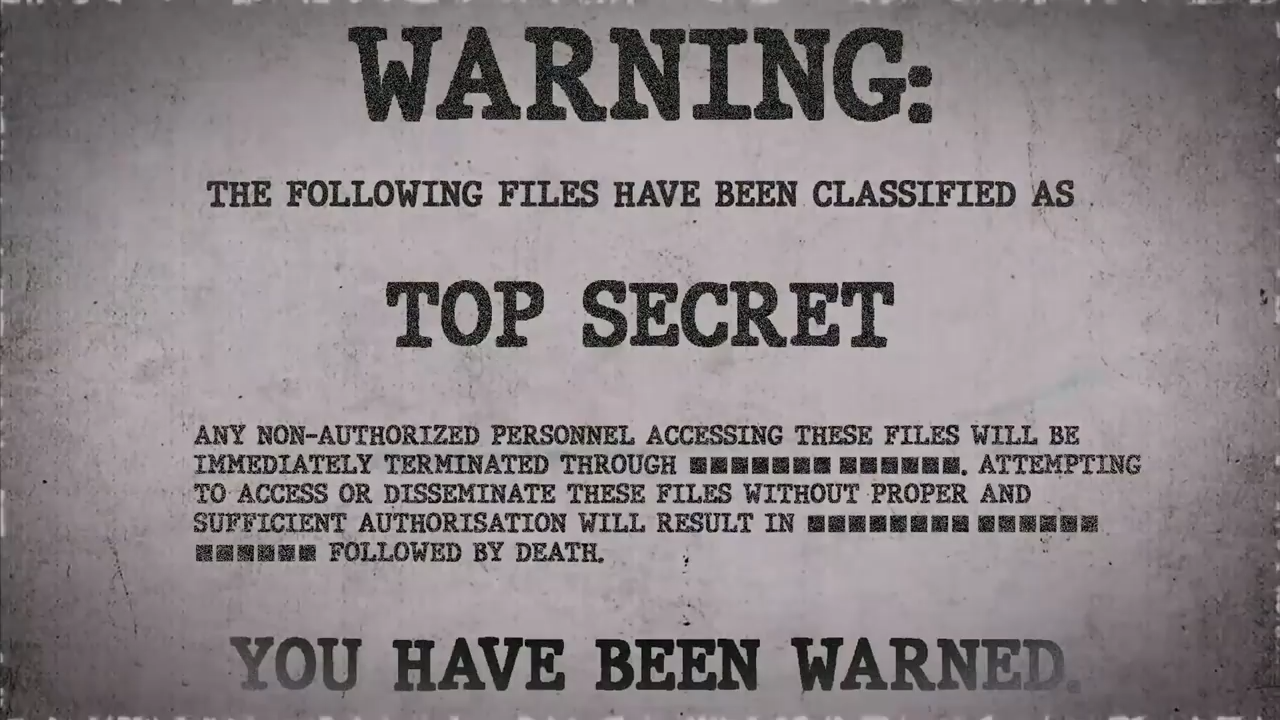 WARNING:
THE FOLLOWING FILES HAVE BEEN CLASSIFIED AS
TOP SECRET
ANY NON-AUTHORIZED PERSONNEL ACCESSING THESE FILES WILL BE
IMMEDIATELY TERMINATED THROUGH ■■■■■■■ ■■■■■■. ATTEMPTING
TO ACCESS OR DISSEMINATE THESE FILES WITHOUT PROPER AND
SUFFICIENT AUTHORISATION WILL RESULT IN ■■■■■■■■ ■■■■■■
■■■■■■ FOLLOWED BY DEATH.
YOU HAVE BEEN WARNED.